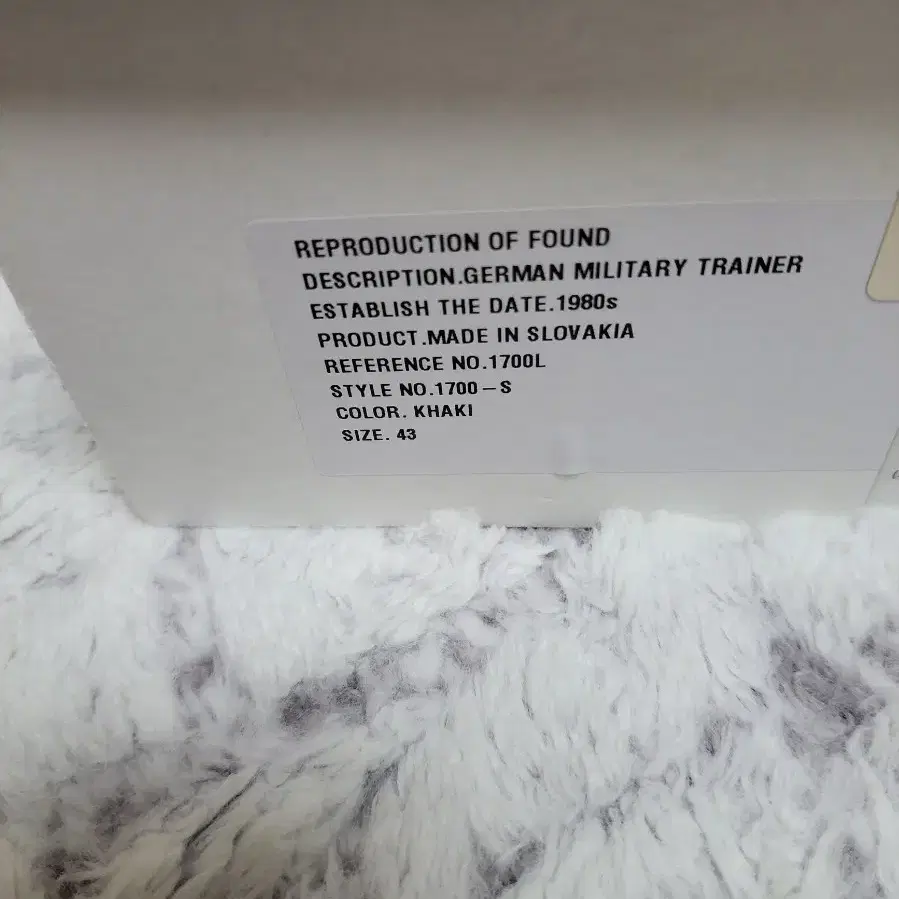 REPRODUCTION OF FOUND
DESCRIPTION.GERMAN MILITARY TRAINER
ESTABLISH THE DATE.1980s
PRODUCT.MADE IN SLOVAKIA
REFERENCE NO.1700L
STYLE NO.1700-S
COLOR. KHAKI
SIZE. 43